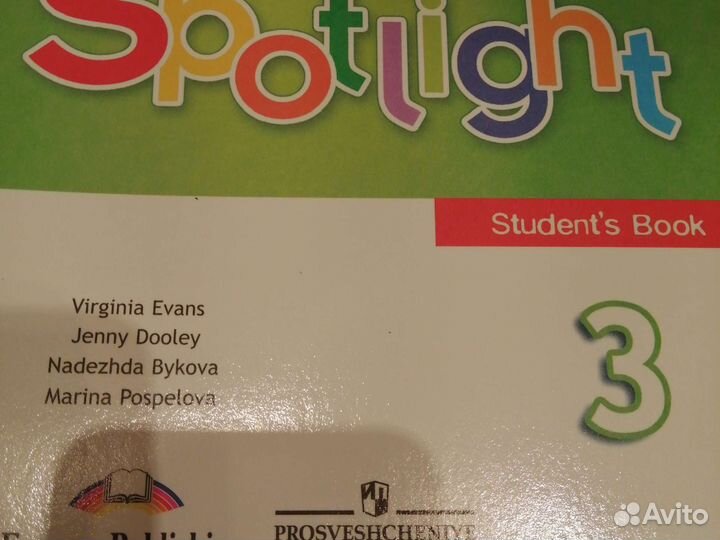 Spotlight
Student's Book
3
Virginia Evans
Jenny Dooley
Nadezhda Bykova
Marina Pospelova
PROSVESHCHENIYE
Avito